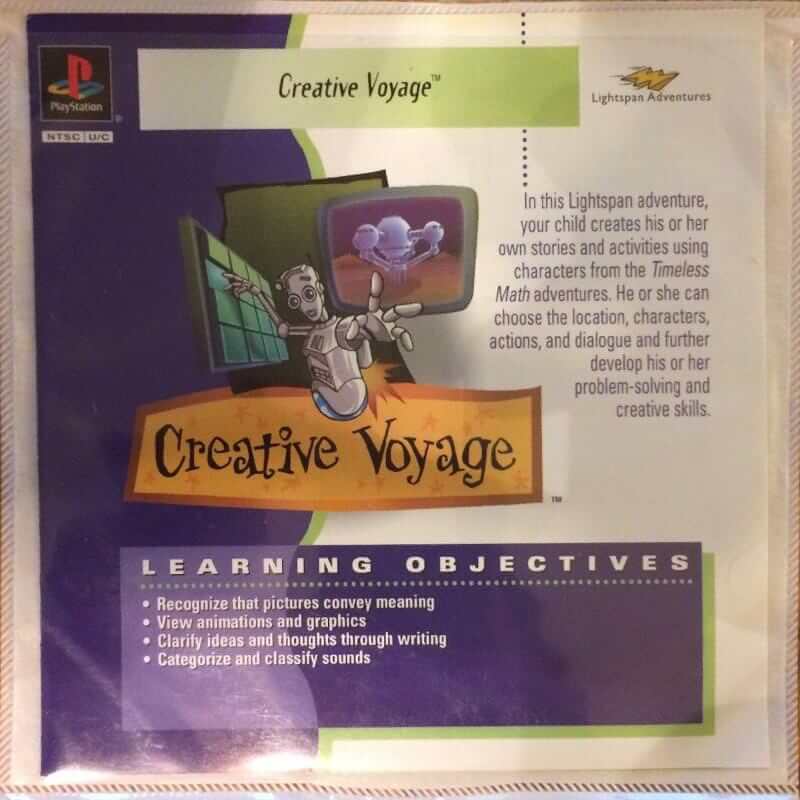 PlayStation
®
NTSC U/C
Creative Voyage™
Lightspan Adventures
In this Lightspan adventure,
your child creates his or her
own stories and activities using
characters from the Timeless
Math adventures. He or she can
choose the location, characters,
actions, and dialogue and further
develop his or her
problem-solving and
creative skills.
Creative Voyage
TM
LEARNING OBJECTIVES
• Recognize that pictures convey meaning
• View animations and graphics
• Clarify ideas and thoughts through writing
• Categorize and classify sounds